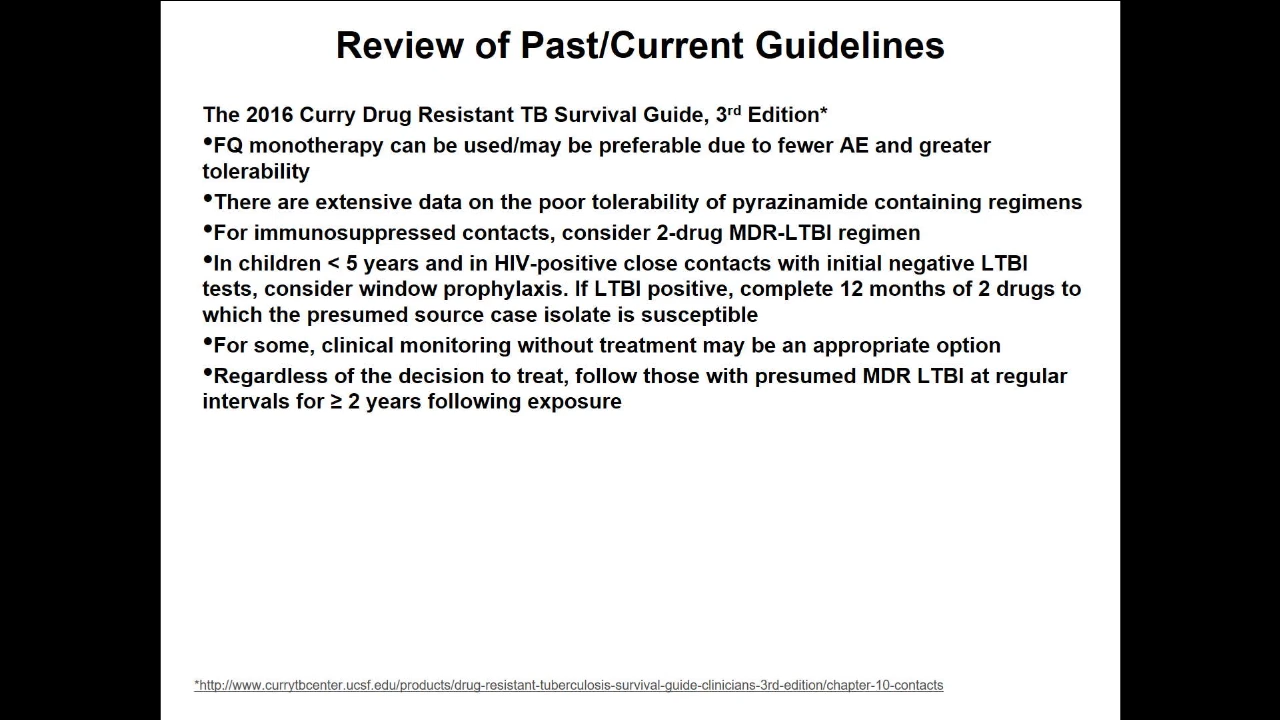 Review of Past/Current Guidelines
The 2016 Curry Drug Resistant TB Survival Guide, 3rd Edition*
•FQ monotherapy can be used/may be preferable due to fewer AE and greater
tolerability
•There are extensive data on the poor tolerability of pyrazinamide containing regimens
•For immunosuppressed contacts, consider 2-drug MDR-LTBI regimen
•In children < 5 years and in HIV-positive close contacts with initial negative LTBI
tests, consider window prophylaxis. If LTBI positive, complete 12 months of 2 drugs to
which the presumed source case isolate is susceptible
•For some, clinical monitoring without treatment may be an appropriate option
•Regardless of the decision to treat, follow those with presumed MDR LTBI at regular
intervals for ≥ 2 years following exposure
*http://www.currytbcenter.ucsf.edu/products/drug-resistant-tuberculosis-survival-guide-clinicians-3rd-edition/chapter-10-contacts